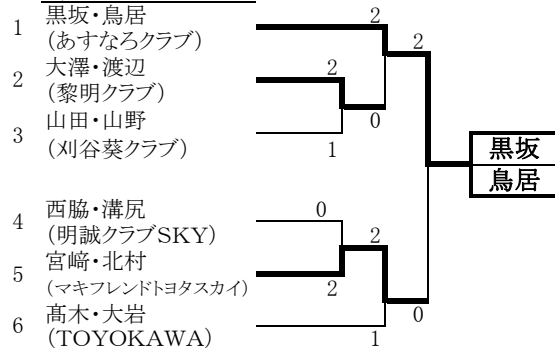 1 黒坂・鳥居
(あすなろクラブ)
2 大澤・渡辺
(黎明クラブ)
3 山田・山野
(刈谷葵クラブ)
4 西脇・溝尻
(明誠クラブSKY)
5 宮﨑・北村
(マキフレンドトヨタスカイ)
6 髙木・大岩
(TOYOKAWA)
2
2
2
0
1
0
2
2
0
1
黒坂
鳥居